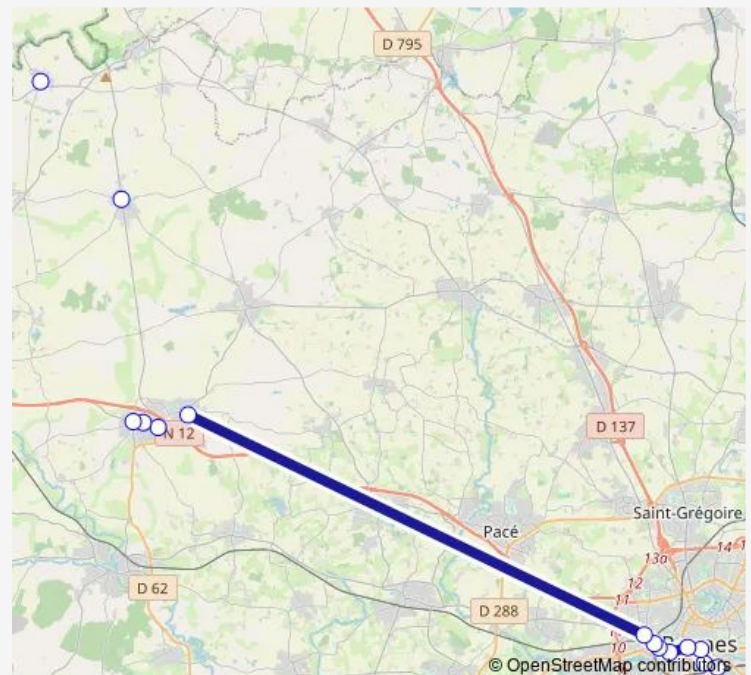 D 795
D 137
N 12
Saint-Grégoire
Pacé
14
13a
12
D 62
D 288
11
10
© OpenStreetMap contributors